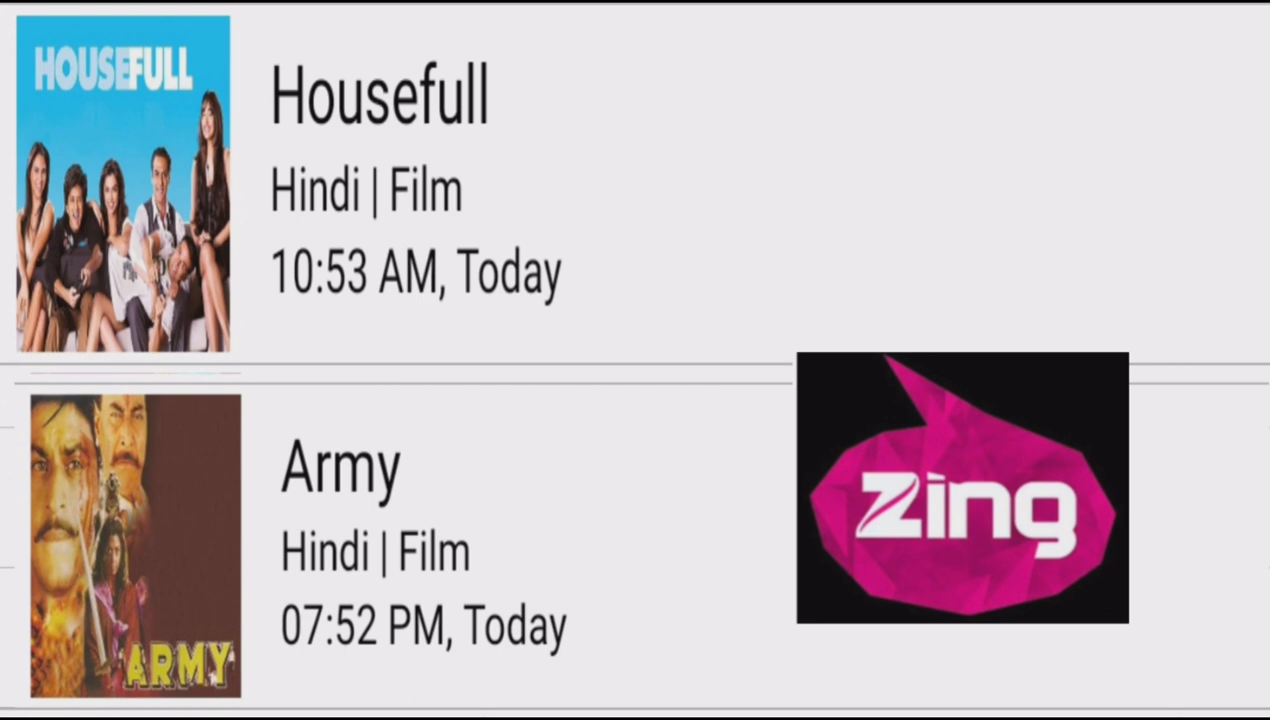 HOUSEFULL
Housefull
Hindi | Film
10:53 AM, Today
Army
Hindi | Film
07:52 PM, Today
ARMY
Zing